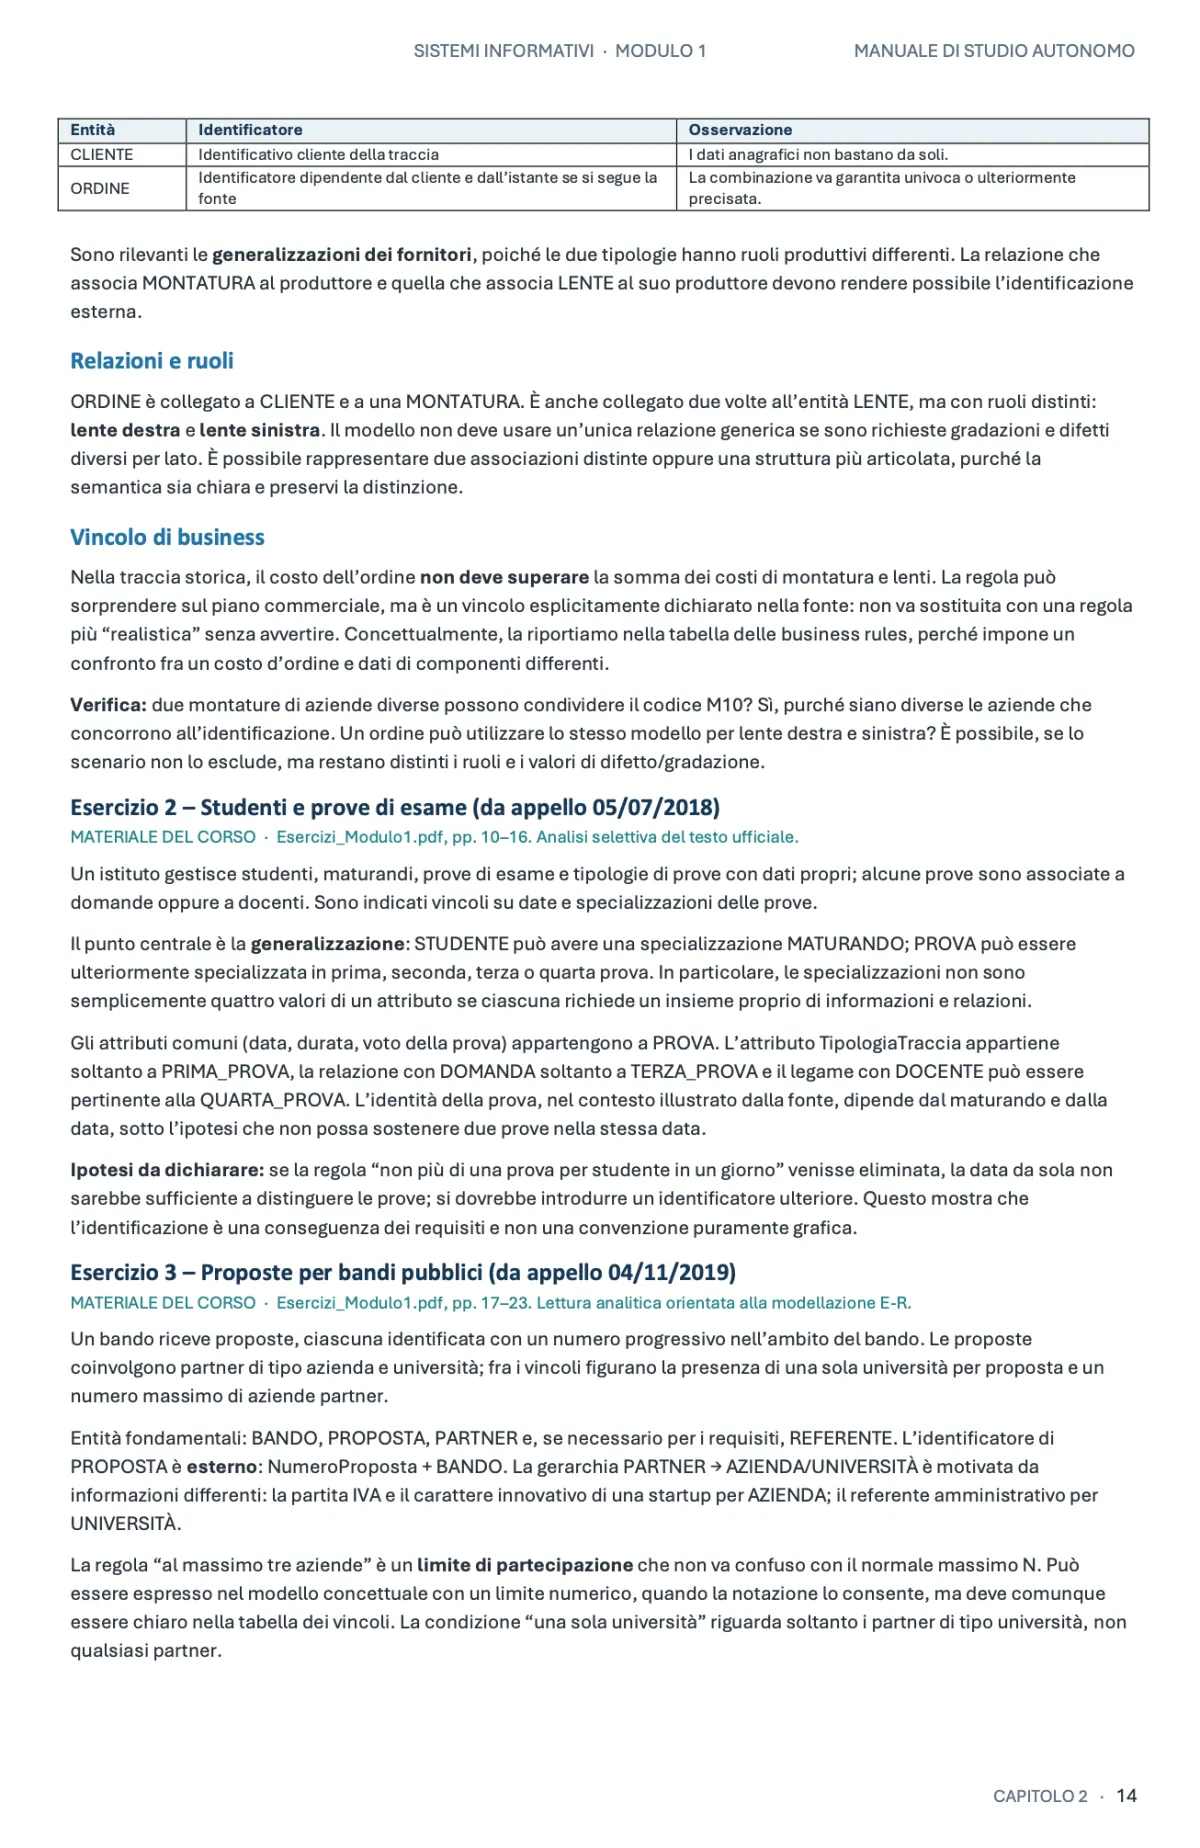 SISTEMI INFORMATIVI · MODULO 1 MANUALE DI STUDIO AUTONOMO
Entità Identificatore Osservazione
CLIENTE Identificativo cliente della traccia I dati anagrafici non bastano da soli.
ORDINE Identificatore dipendente dal cliente e dall’istante se si segue la fonte La combinazione va garantita univoca o ulteriormente precisata.
Sono rilevanti le generalizzazioni dei fornitori, poiché le due tipologie hanno ruoli produttivi differenti. La relazione che
associa MONTATURA al produttore e quella che associa LENTE al suo produttore devono rendere possibile l’identificazione
esterna.
Relazioni e ruoli
ORDINE è collegato a CLIENTE e a una MONTATURA. È anche collegato due volte all’entità LENTE, ma con ruoli distinti:
lente destra e lente sinistra. Il modello non deve usare un’unica relazione generica se sono richieste gradazioni e difetti
diversi per lato. È possibile rappresentare due associazioni distinte oppure una struttura più articolata, purché la
semantica sia chiara e preservi la distinzione.
Vincolo di business
Nella traccia storica, il costo dell’ordine non deve superare la somma dei costi di montatura e lenti. La regola può
sorprendere sul piano commerciale, ma è un vincolo esplicitamente dichiarato nella fonte: non va sostituita con una regola
più “realistica” senza avvertire. Concettualmente, la riportiamo nella tabella delle business rules, perché impone un
confronto fra un costo d’ordine e dati di componenti differenti.
Verifica: due montature di aziende diverse possono condividere il codice M10? Sì, purché siano diverse le aziende che
concorrono all’identificazione. Un ordine può utilizzare lo stesso modello per lente destra e sinistra? È possibile, se lo
scenario non lo esclude, ma restano distinti i ruoli e i valori di difetto/gradazione.
Esercizio 2 – Studenti e prove di esame (da appello 05/07/2018)
MATERIALE DEL CORSO · Esercizi_Modulo1.pdf, pp. 10–16. Analisi selettiva del testo ufficiale.
Un istituto gestisce studenti, maturandi, prove di esame e tipologie di prove con dati propri; alcune prove sono associate a
domande oppure a docenti. Sono indicati vincoli su date e specializzazioni delle prove.
Il punto centrale è la generalizzazione: STUDENTE può avere una specializzazione MATURANDO; PROVA può essere
ulteriormente specializzata in prima, seconda, terza o quarta prova. In particolare, le specializzazioni non sono
semplicemente quattro valori di un attributo se ciascuna richiede un insieme proprio di informazioni e relazioni.
Gli attributi comuni (data, durata, voto della prova) appartengono a PROVA. L’attributo TipologiaTraccia appartiene
soltanto a PRIMA_PROVA, la relazione con DOMANDA soltanto a TERZA_PROVA e il legame con DOCENTE può essere
pertinente alla QUARTA_PROVA. L’identità della prova, nel contesto illustrato dalla fonte, dipende dal maturando e dalla
data, sotto l’ipotesi che non possa sostenere due prove nella stessa data.
Ipotesi da dichiarare: se la regola “non più di una prova per studente in un giorno” venisse eliminata, la data da sola non
sarebbe sufficiente a distinguere le prove; si dovrebbe introdurre un identificatore ulteriore. Questo mostra che
l’identificazione è una conseguenza dei requisiti e non una convenzione puramente grafica.
Esercizio 3 – Proposte per bandi pubblici (da appello 04/11/2019)
MATERIALE DEL CORSO · Esercizi_Modulo1.pdf, pp. 17–23. Lettura analitica orientata alla modellazione E-R.
Un bando riceve proposte, ciascuna identificata con un numero progressivo nell’ambito del bando. Le proposte
coinvolgono partner di tipo azienda e università; fra i vincoli figurano la presenza di una sola università per proposta e un
numero massimo di aziende partner.
Entità fondamentali: BANDO, PROPOSTA, PARTNER e, se necessario per i requisiti, REFERENTE. L’identificatore di
PROPOSTA è esterno: NumeroProposta + BANDO. La gerarchia PARTNER → AZIENDA/UNIVERSITÀ è motivata da
informazioni differenti: la partita IVA e il carattere innovativo di una startup per AZIENDA; il referente amministrativo per
UNIVERSITÀ.
La regola “al massimo tre aziende” è un limite di partecipazione che non va confuso con il normale massimo N. Può
essere espresso nel modello concettuale con un limite numerico, quando la notazione lo consente, ma deve comunque
essere chiaro nella tabella dei vincoli. La condizione “una sola università” riguarda soltanto i partner di tipo università, non
qualsiasi partner.
CAPITOLO 2 · 14